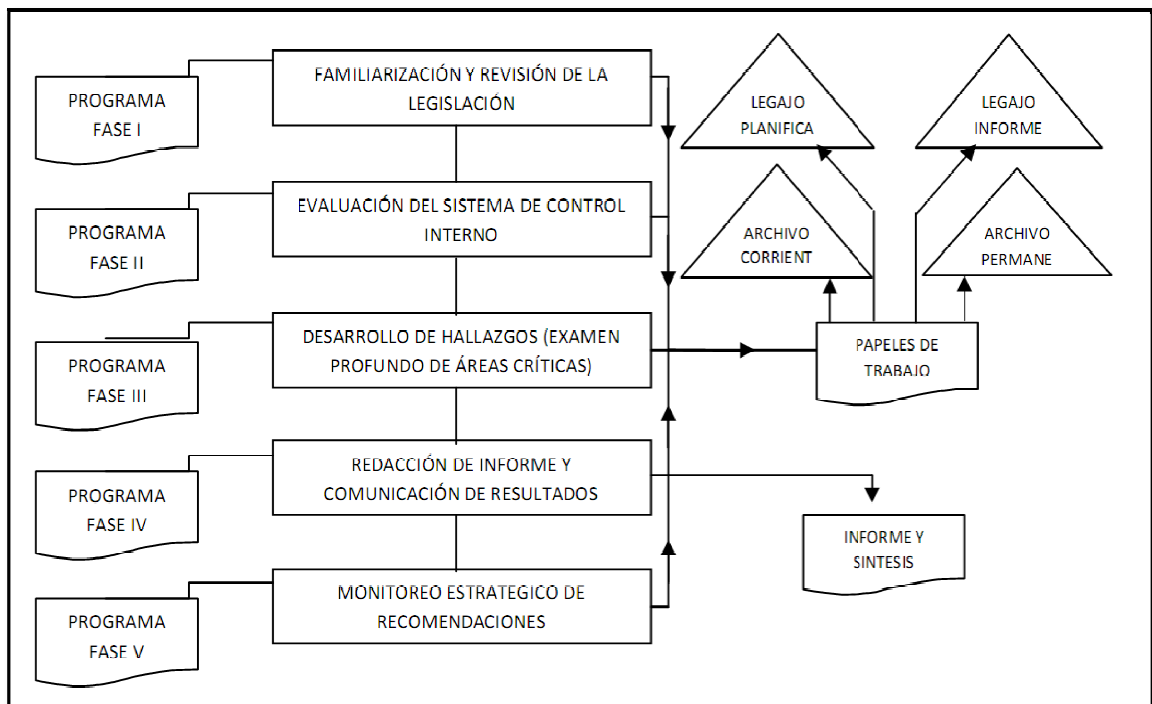 PROGRAMA
FASE I
FAMILIARIZACIÓN Y REVISIÓN DE LA
LEGISLACIÓN
LEGAJO
PLANIFICA
LEGAJO
INFORME
PROGRAMA
FASE II
EVALUACIÓN DEL SISTEMA DE CONTROL
INTERNO
ARCHIVO
CORRIENT
ARCHIVO
PERMANE
PROGRAMA
FASE III
DESARROLLO DE HALLAZGOS (EXAMEN
PROFUNDO DE ÁREAS CRÍTICAS)
PAPELES DE
TRABAJO
PROGRAMA
FASE IV
REDACCIÓN DE INFORME Y
COMUNICACIÓN DE RESULTADOS
INFORME Y
SINTESIS
PROGRAMA
FASE V
MONITOREO ESTRATEGICO DE
RECOMENDACIONES